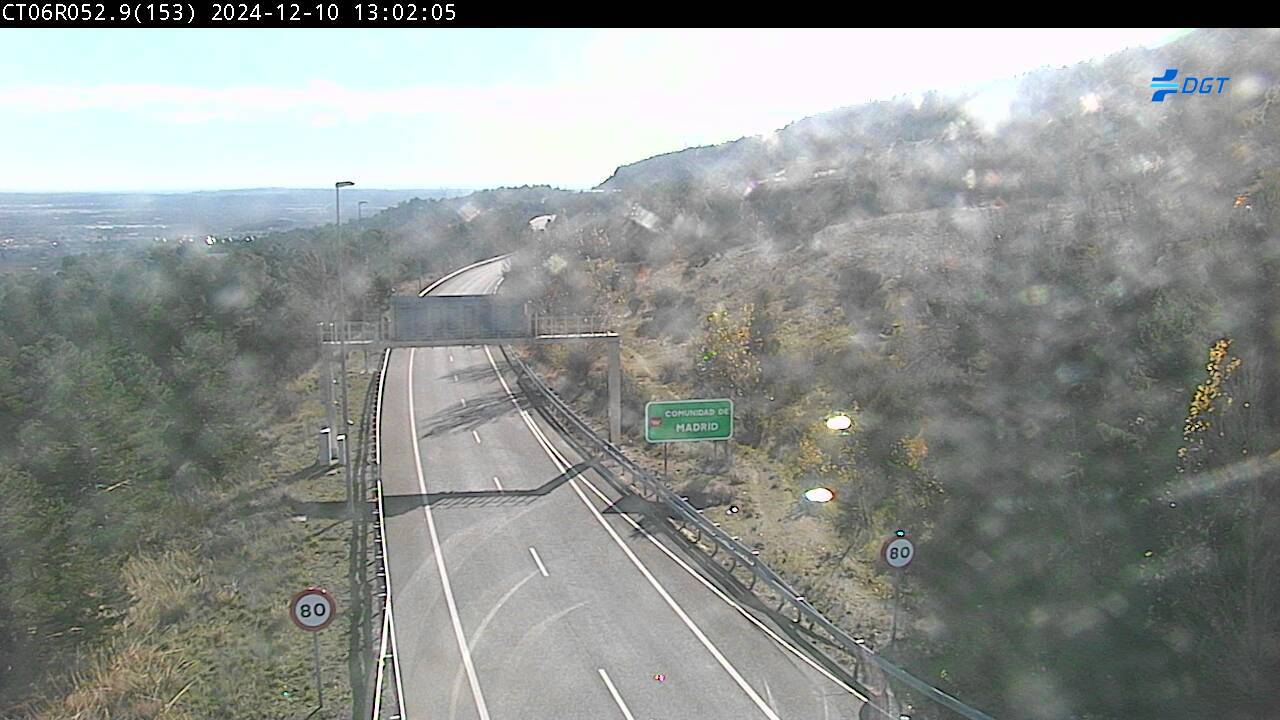 CT06R052.9(153) 2024-12-10 13:02:05
DGT
COMUNIDAD DE
MADRID
80
80